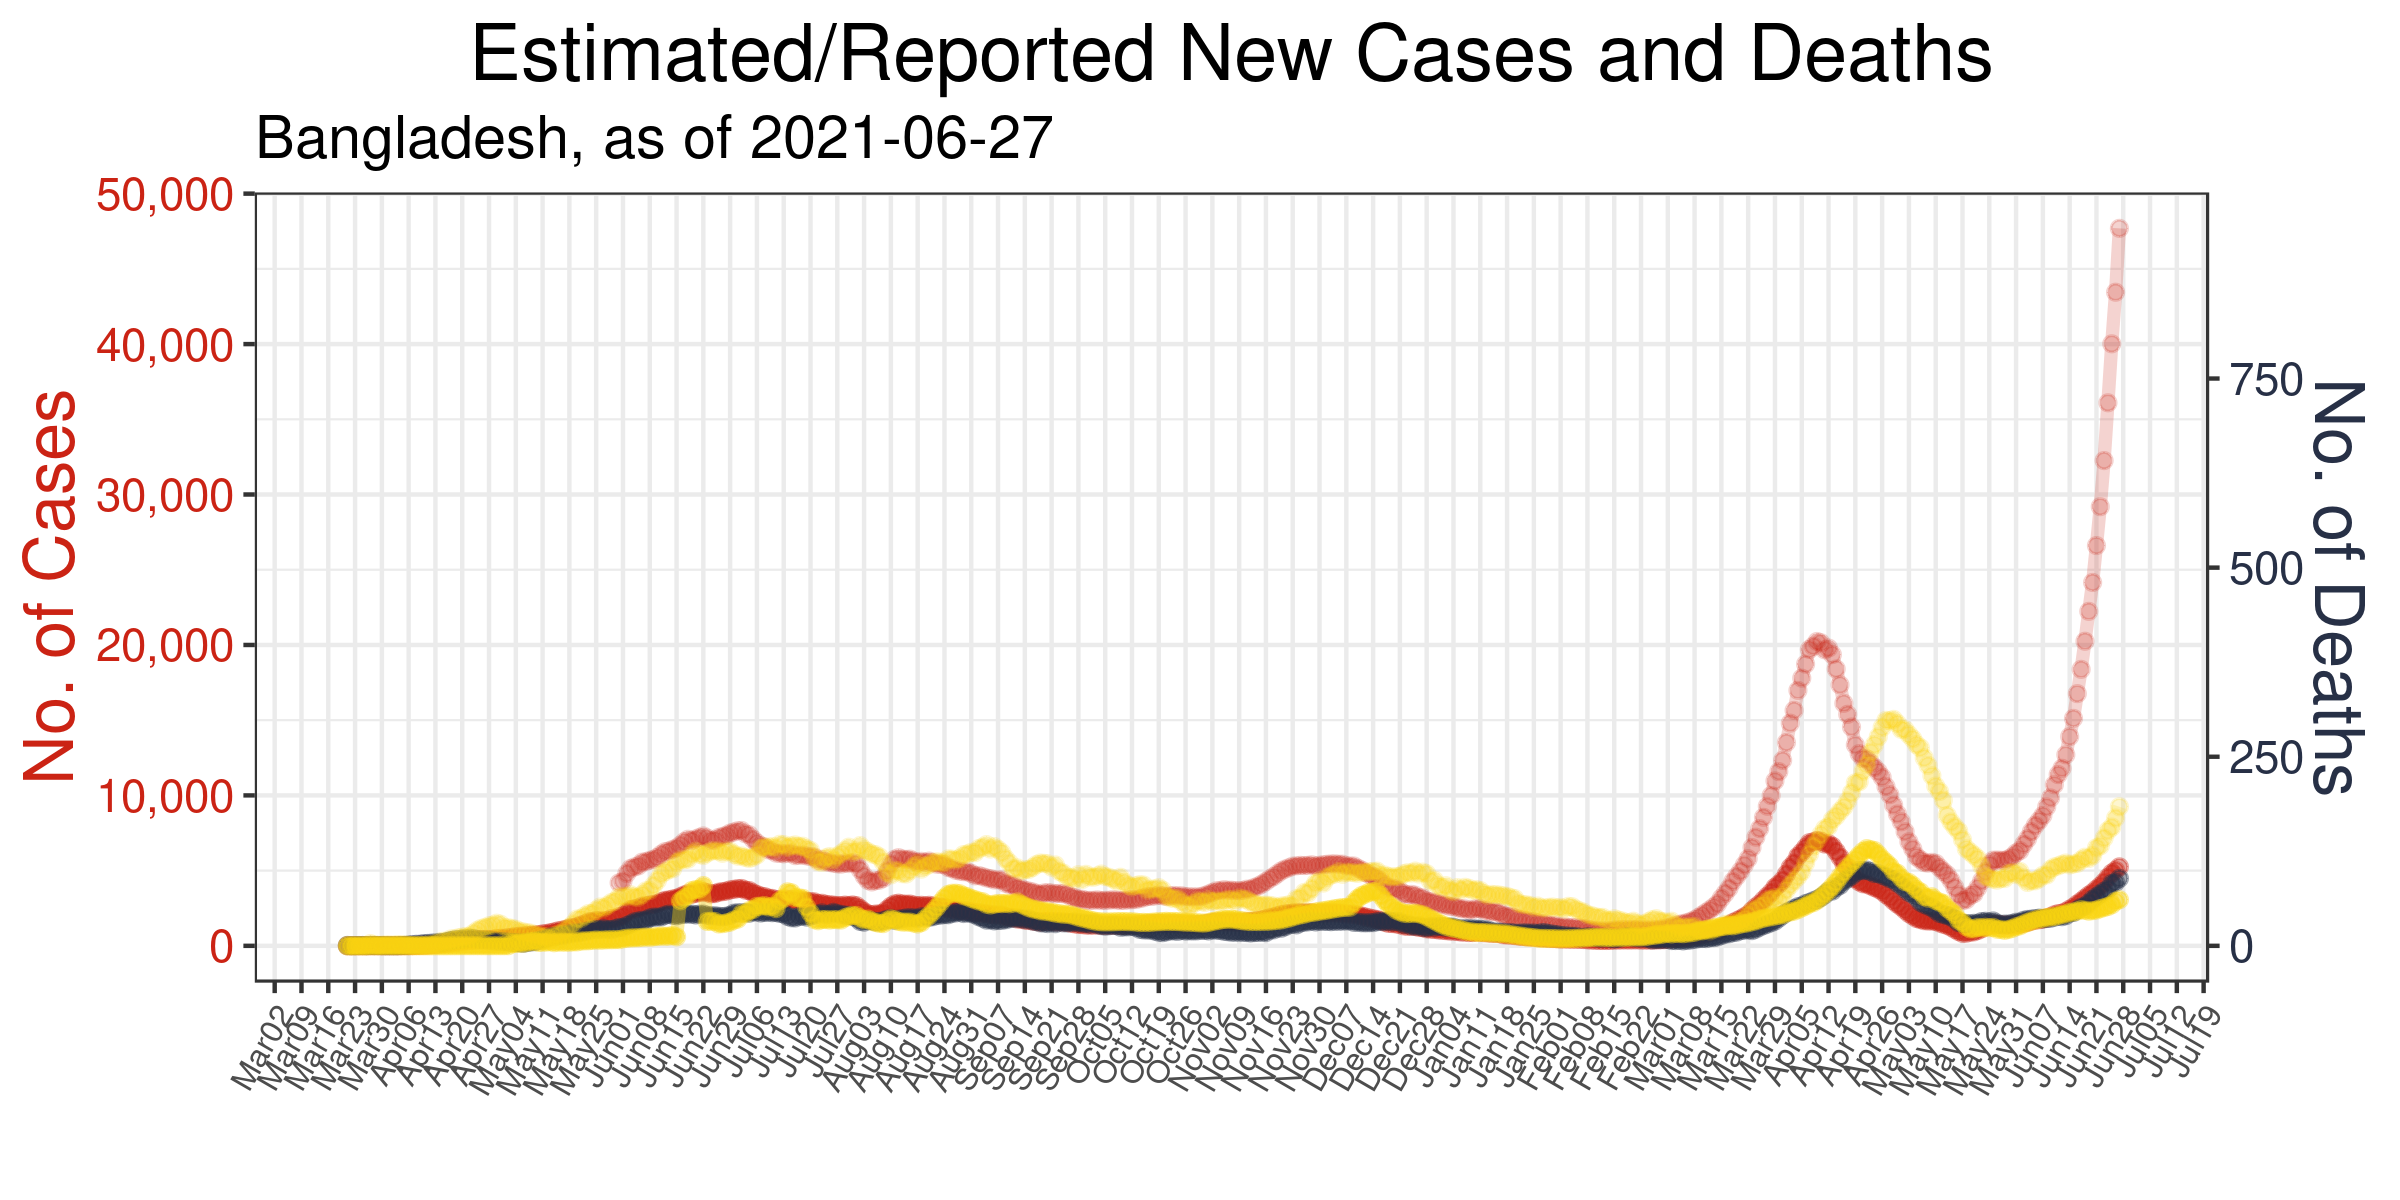 Estimated/Reported New Cases and Deaths
Bangladesh, as of 2021-06-27
No. of Cases
50,000
40,000
30,000
20,000
10,000
0
No. of Deaths
750
500
250
0
Mar02
Mar09
Mar16
Mar23
Mar30
Apr06
Apr13
Apr20
Apr27
May04
May11
May18
May25
Jun01
Jun08
Jun15
Jun22
Jun29
Jul06
Jul13
Jul20
Jul27
Aug03
Aug10
Aug17
Aug24
Aug31
Sep07
Sep14
Sep21
Sep28
Oct05
Oct12
Oct19
Oct26
Nov02
Nov09
Nov16
Nov23
Nov30
Dec07
Dec14
Dec21
Dec28
Dec04
Jan11
Jan18
Jan25
Feb01
Feb08
Feb15
Feb22
Mar01
Mar08
Mar15
Mar22
Mar29
Apr05
Apr12
Apr19
Apr26
May03
May10
May17
May24
May31
Jun07
Jun14
Jun21
Jun28
Jul05
Jul12
Jul19